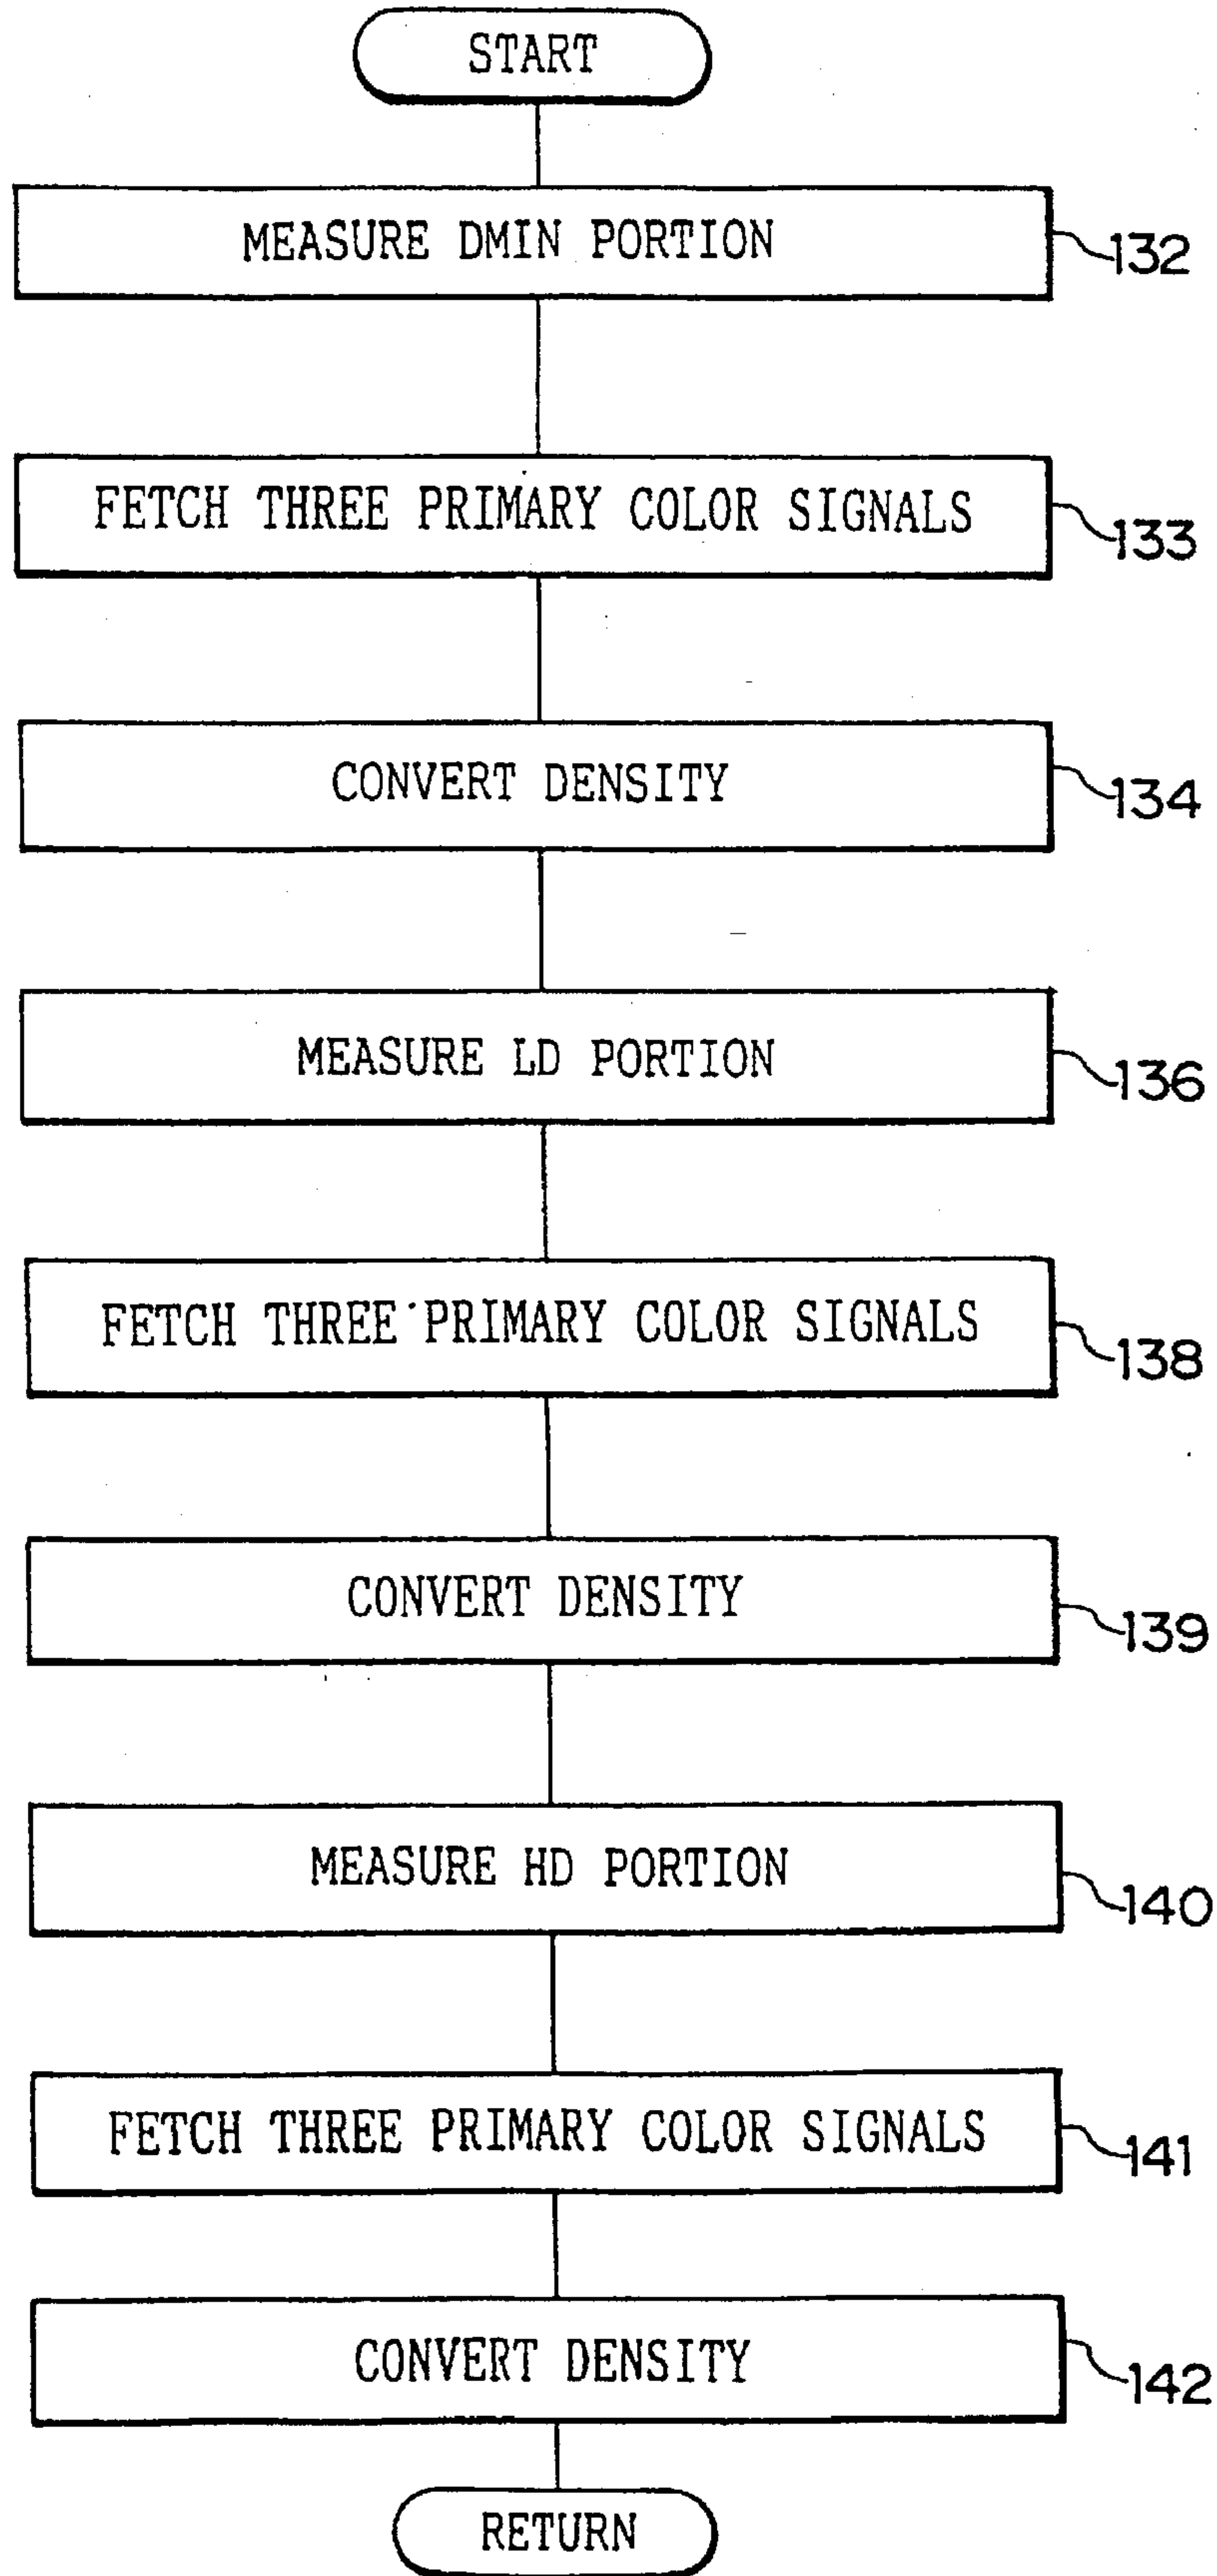 START
MEASURE DMIN PORTION
132
FETCH THREE PRIMARY COLOR SIGNALS
133
CONVERT DENSITY
134
MEASURE LD PORTION
136
FETCH THREE PRIMARY COLOR SIGNALS
138
CONVERT DENSITY
139
MEASURE HD PORTION
140
FETCH THREE PRIMARY COLOR SIGNALS
141
CONVERT DENSITY
142
RETURN